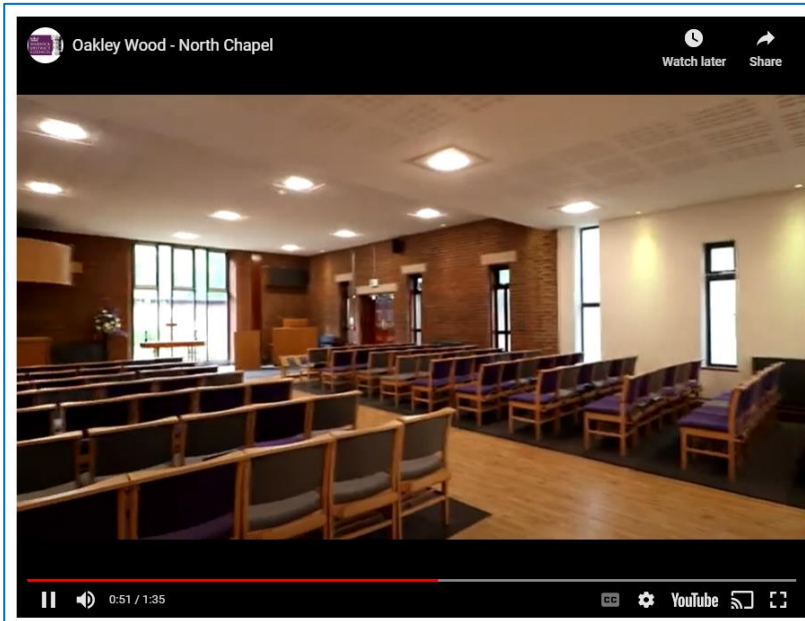 Oakley Wood - North Chapel
Watch later
Share
0:51 / 1:35
CC
YouTube